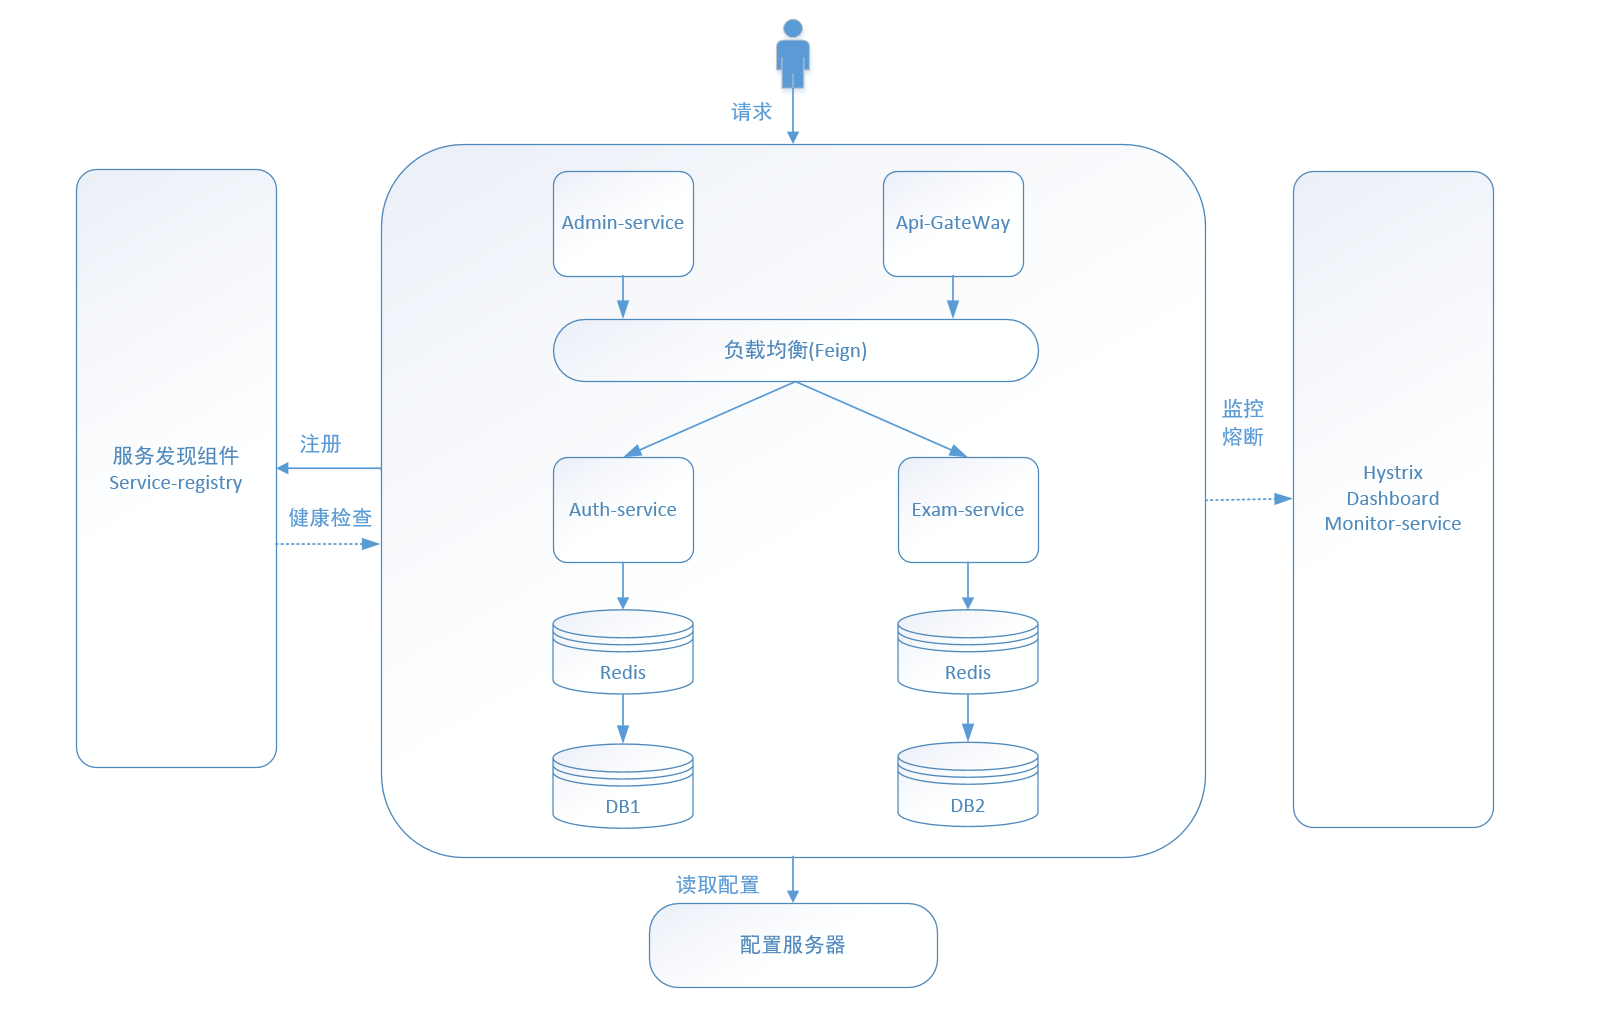 请求
Admin-service
Api-GateWay
负载均衡(Feign)
注册
服务发现组件
Service-registry
健康检查
Auth-service
Exam-service
监控
熔断
Hystrix
Dashboard
Monitor-service
Redis
Redis
DB1
DB2
读取配置
配置服务器